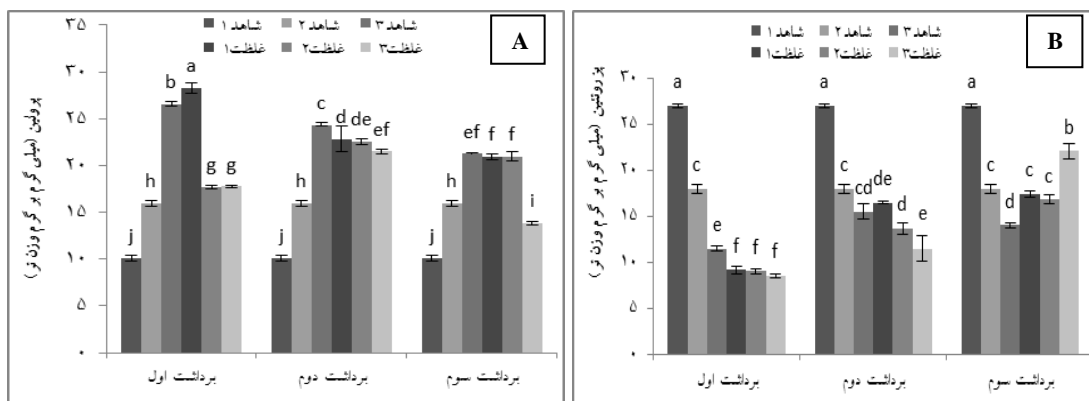 A
شاهد ۱ شاهد ۲ شاهد ۳
غلظت۱ غلظت۲ غلظت۳
پرولین (میلی گرم بر گرم وزن تر)
۳۵
۳۰
۲۵
۲۰
۱۵
۱۰
۵
۰
j h b a g g
j h c d de ef
j h ef f f i
برداشت اول برداشت دوم برداشت سوم
B
شاهد ۱ شاهد ۲ شاهد ۳
غلظت۱ غلظت۲ غلظت۳
پزروتئین (میلی گرم بر گرم وزن تر)
۳۰
۲۵
۲۰
۱۵
۱۰
۵
۰
a c e f f f
a c cd de d e
a c d c c b
برداشت اول برداشت دوم برداشت سوم